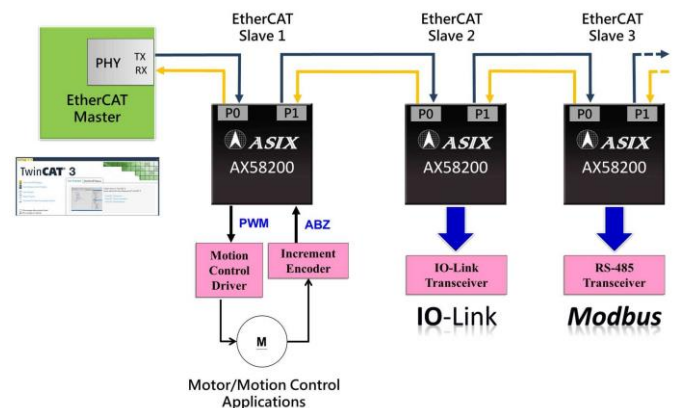 EtherCAT
Slave 1
EtherCAT
Slave 2
EtherCAT
Slave 3
PHY
TX
RX
EtherCAT
Master
P0
P1
P0
P1
P0
P1
ASIX
AX58200
ASIX
AX58200
ASIX
AX58200
TwinCAT 3
PWM
ABZ
Motion
Control
Driver
Increment
Encoder
IO-Link
Transceiver
RS-485
Transceiver
IO-Link
Modbus
M
Motor/Motion Control
Applications